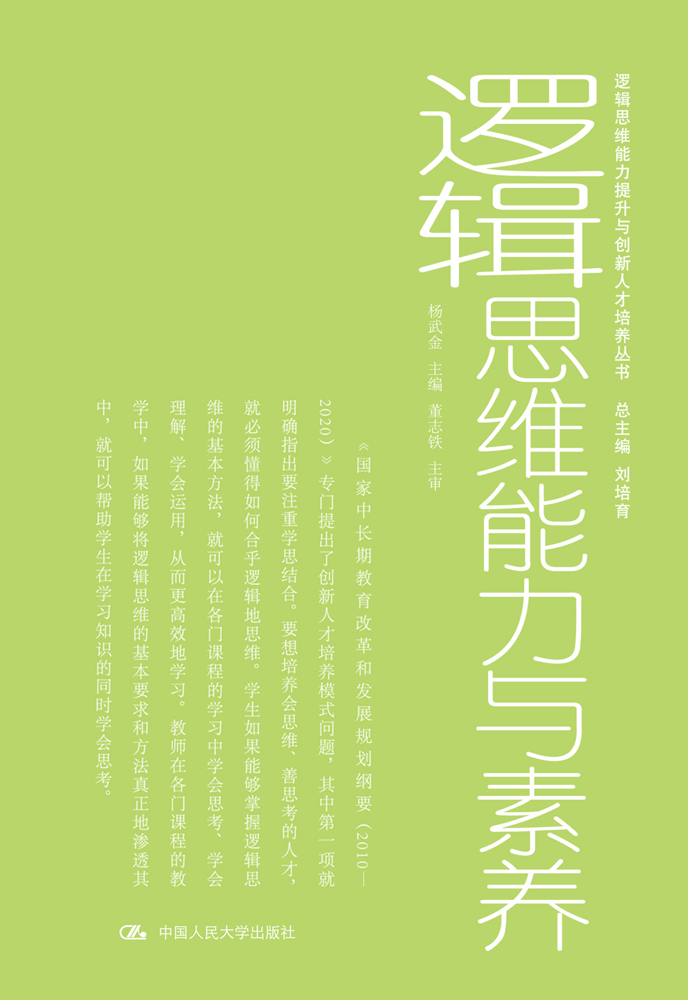 逻辑思维能力提升与创新人才培养丛书 总主编 刘培育
逻辑思维能力与素养
杨武金 主编 董志铁 主审
《国家中长期教育改革和发展规划纲要（2010—
2020）》专门提出了创新人才培养模式问题，其中第一项就
明确指出要注重学思结合。要想培养会思维、善思考的人才，
就必须懂得如何合乎逻辑地思维。学生如果能够掌握逻辑思
维的基本方法，就可以在各门课程的学习中学会思考、学会
理解、学会运用，从而更高效地学习。教师在各门课程的教
学中，如果能够将逻辑思维的基本要求和方法真正地渗透其
中，就可以帮助学生在学习知识的同时学会思考。
中国人民大学出版社